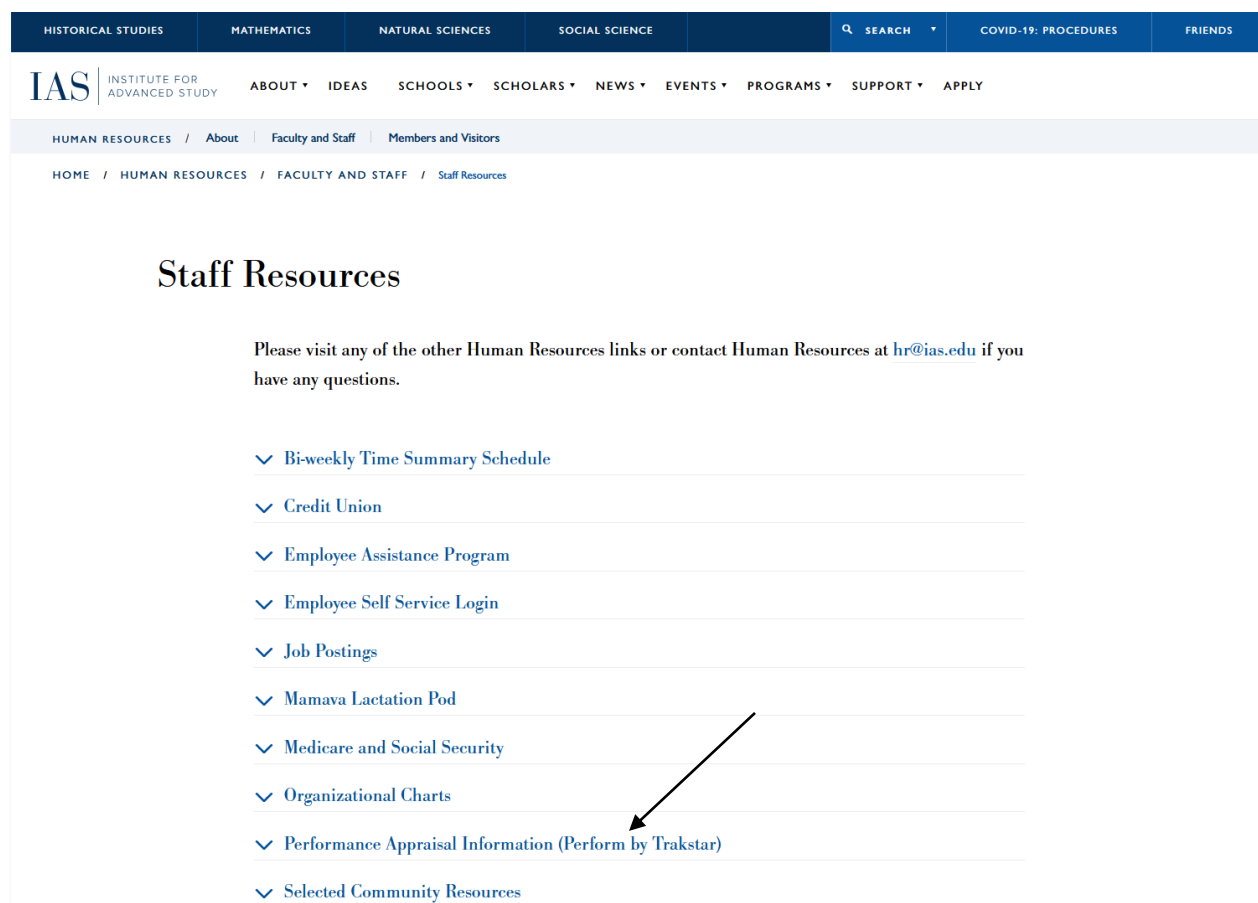 HISTORICAL STUDIES MATHEMATICS NATURAL SCIENCES SOCIAL SCIENCE SEARCH COVID-19: PROCEDURES FRIENDS
IAS INSTITUTE FOR ADVANCED STUDY ABOUT IDEAS SCHOOLS SCHOLARS NEWS EVENTS PROGRAMS SUPPORT APPLY
HUMAN RESOURCES / About Faculty and Staff Members and Visitors
HOME / HUMAN RESOURCES / FACULTY AND STAFF / Staff Resources
Staff Resources
Please visit any of the other Human Resources links or contact Human Resources at hr@ias.edu if you
have any questions.
Bi-weekly Time Summary Schedule
Credit Union
Employee Assistance Program
Employee Self Service Login
Job Postings
Mamava Lactation Pod
Medicare and Social Security
Organizational Charts
Performance Appraisal Information (Perform by Trakstar)
Selected Community Resources